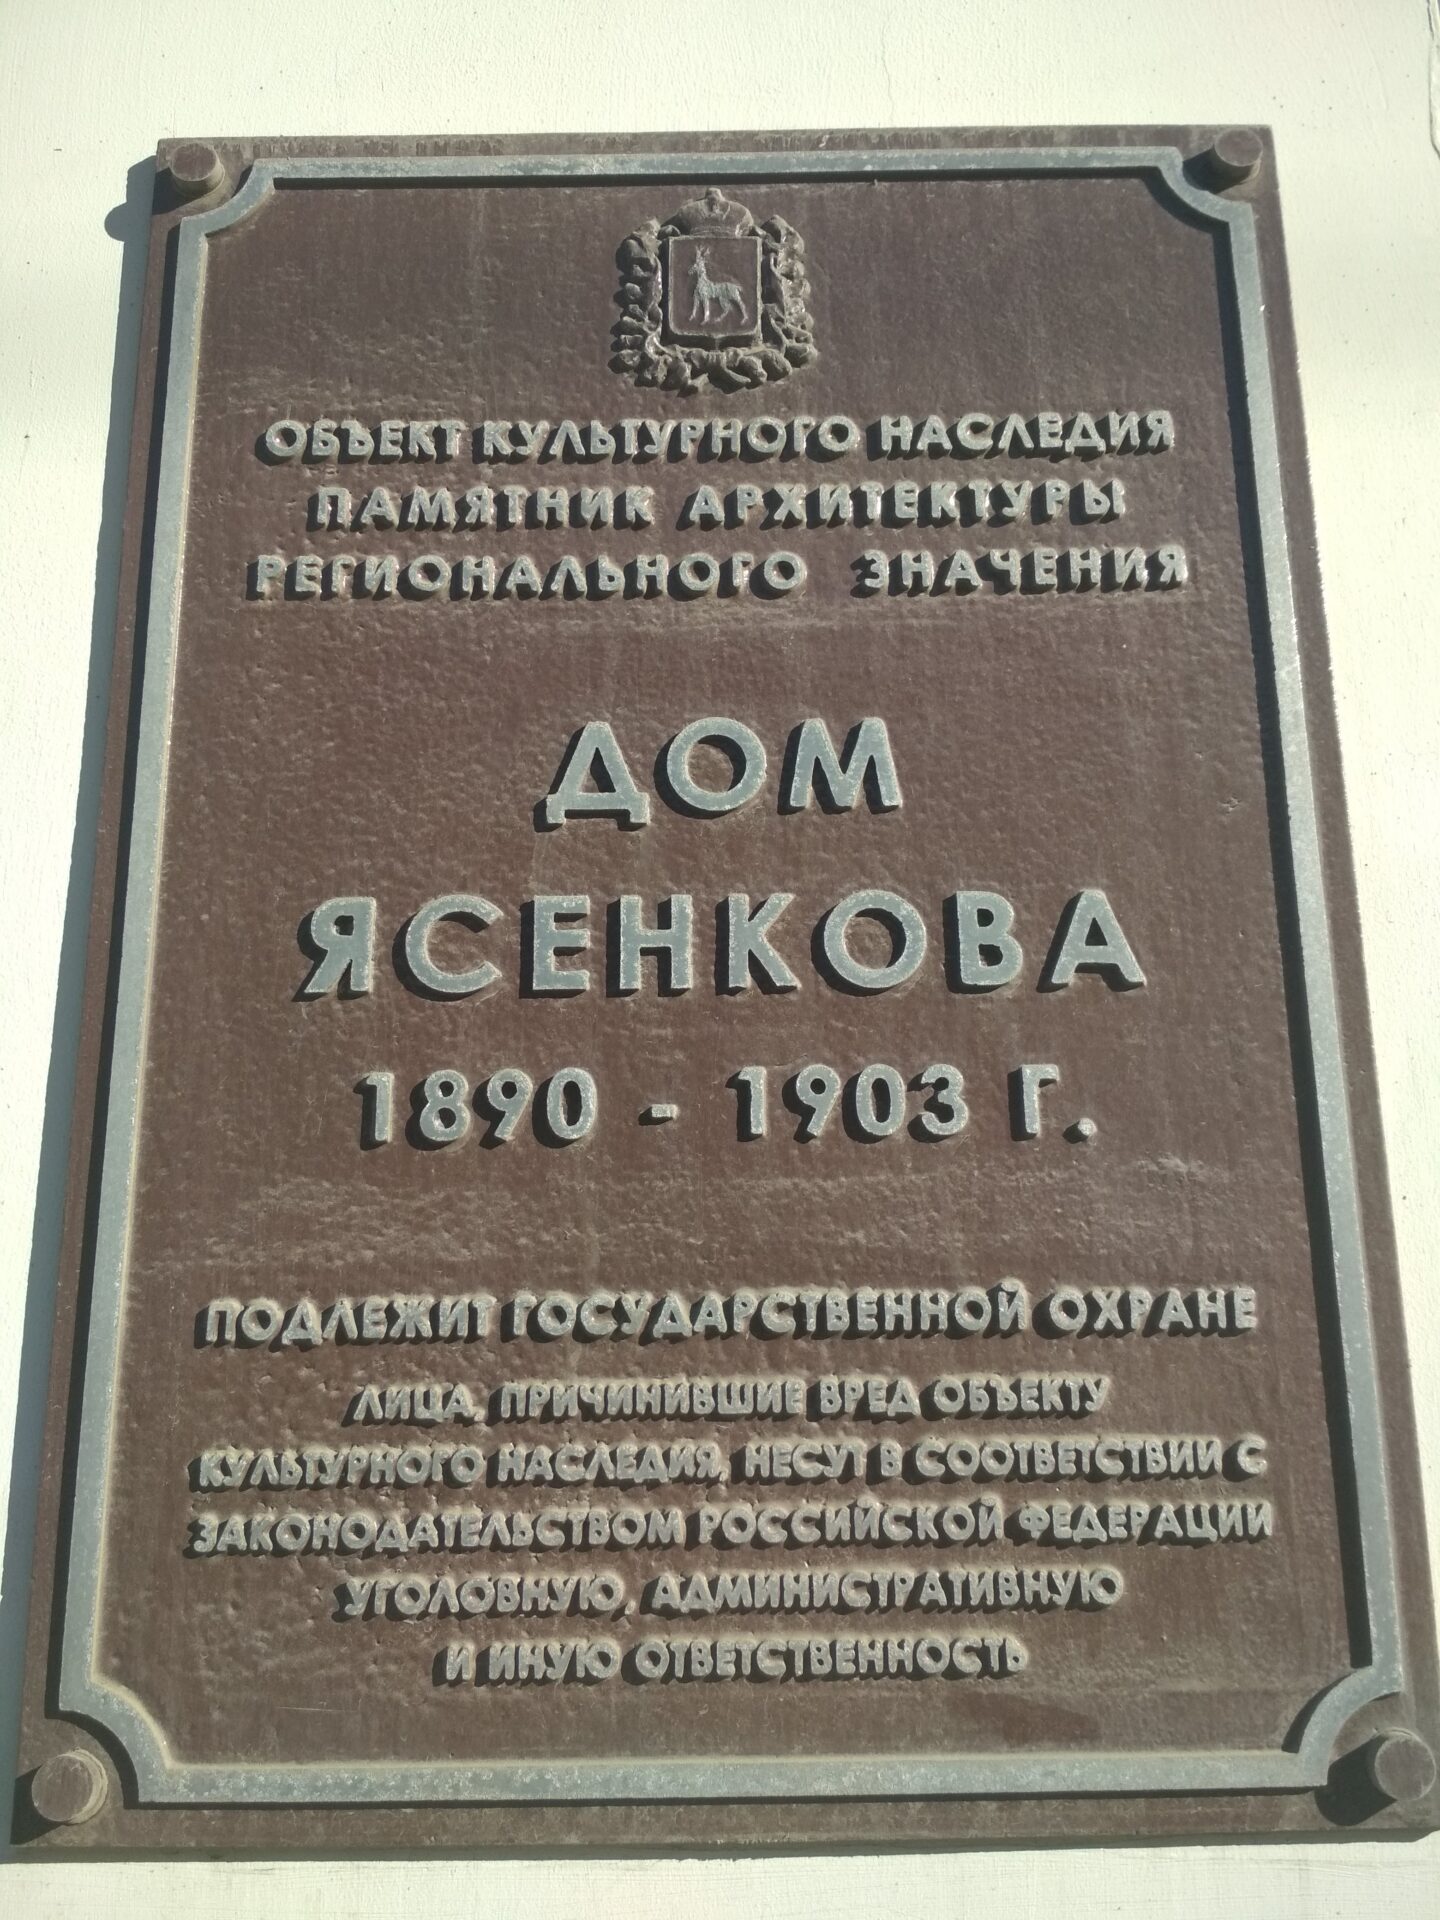 ОБЪЕКТ КУЛЬТУРНОГО НАСЛЕДИЯ
ПАМЯТНИК АРХИТЕКТУРЫ
РЕГИОНАЛЬНОГО ЗНАЧЕНИЯ
ДОМ
ЯСЕНКОВА
1890 - 1903 Г.
ПОДЛЕЖИТ ГОСУДАРСТВЕННОЙ ОХРАНЕ
ЛИЦА, ПРИЧИНИВШИЕ ВРЕД ОБЪЕКТУ
КУЛЬТУРНОГО НАСЛЕДИЯ, НЕСУТ В СООТВЕТСТВИИ С
ЗАКОНОДАТЕЛЬСТВОМ РОССИЙСКОЙ ФЕДЕРАЦИИ
УГОЛОВНУЮ, АДМИНИСТРАТИВНУЮ
И ИНУЮ ОТВЕТСТВЕННОСТЬ